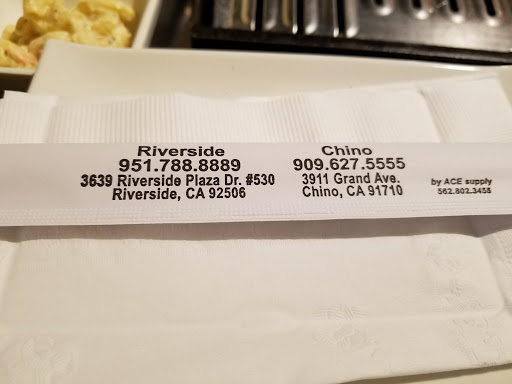 Riverside
951.788.8889
3639 Riverside Plaza Dr. #530
Riverside, CA 92506
Chino
909.627.5555
3911 Grand Ave.
Chino, CA 91710
by ACE supply
562.802.3458